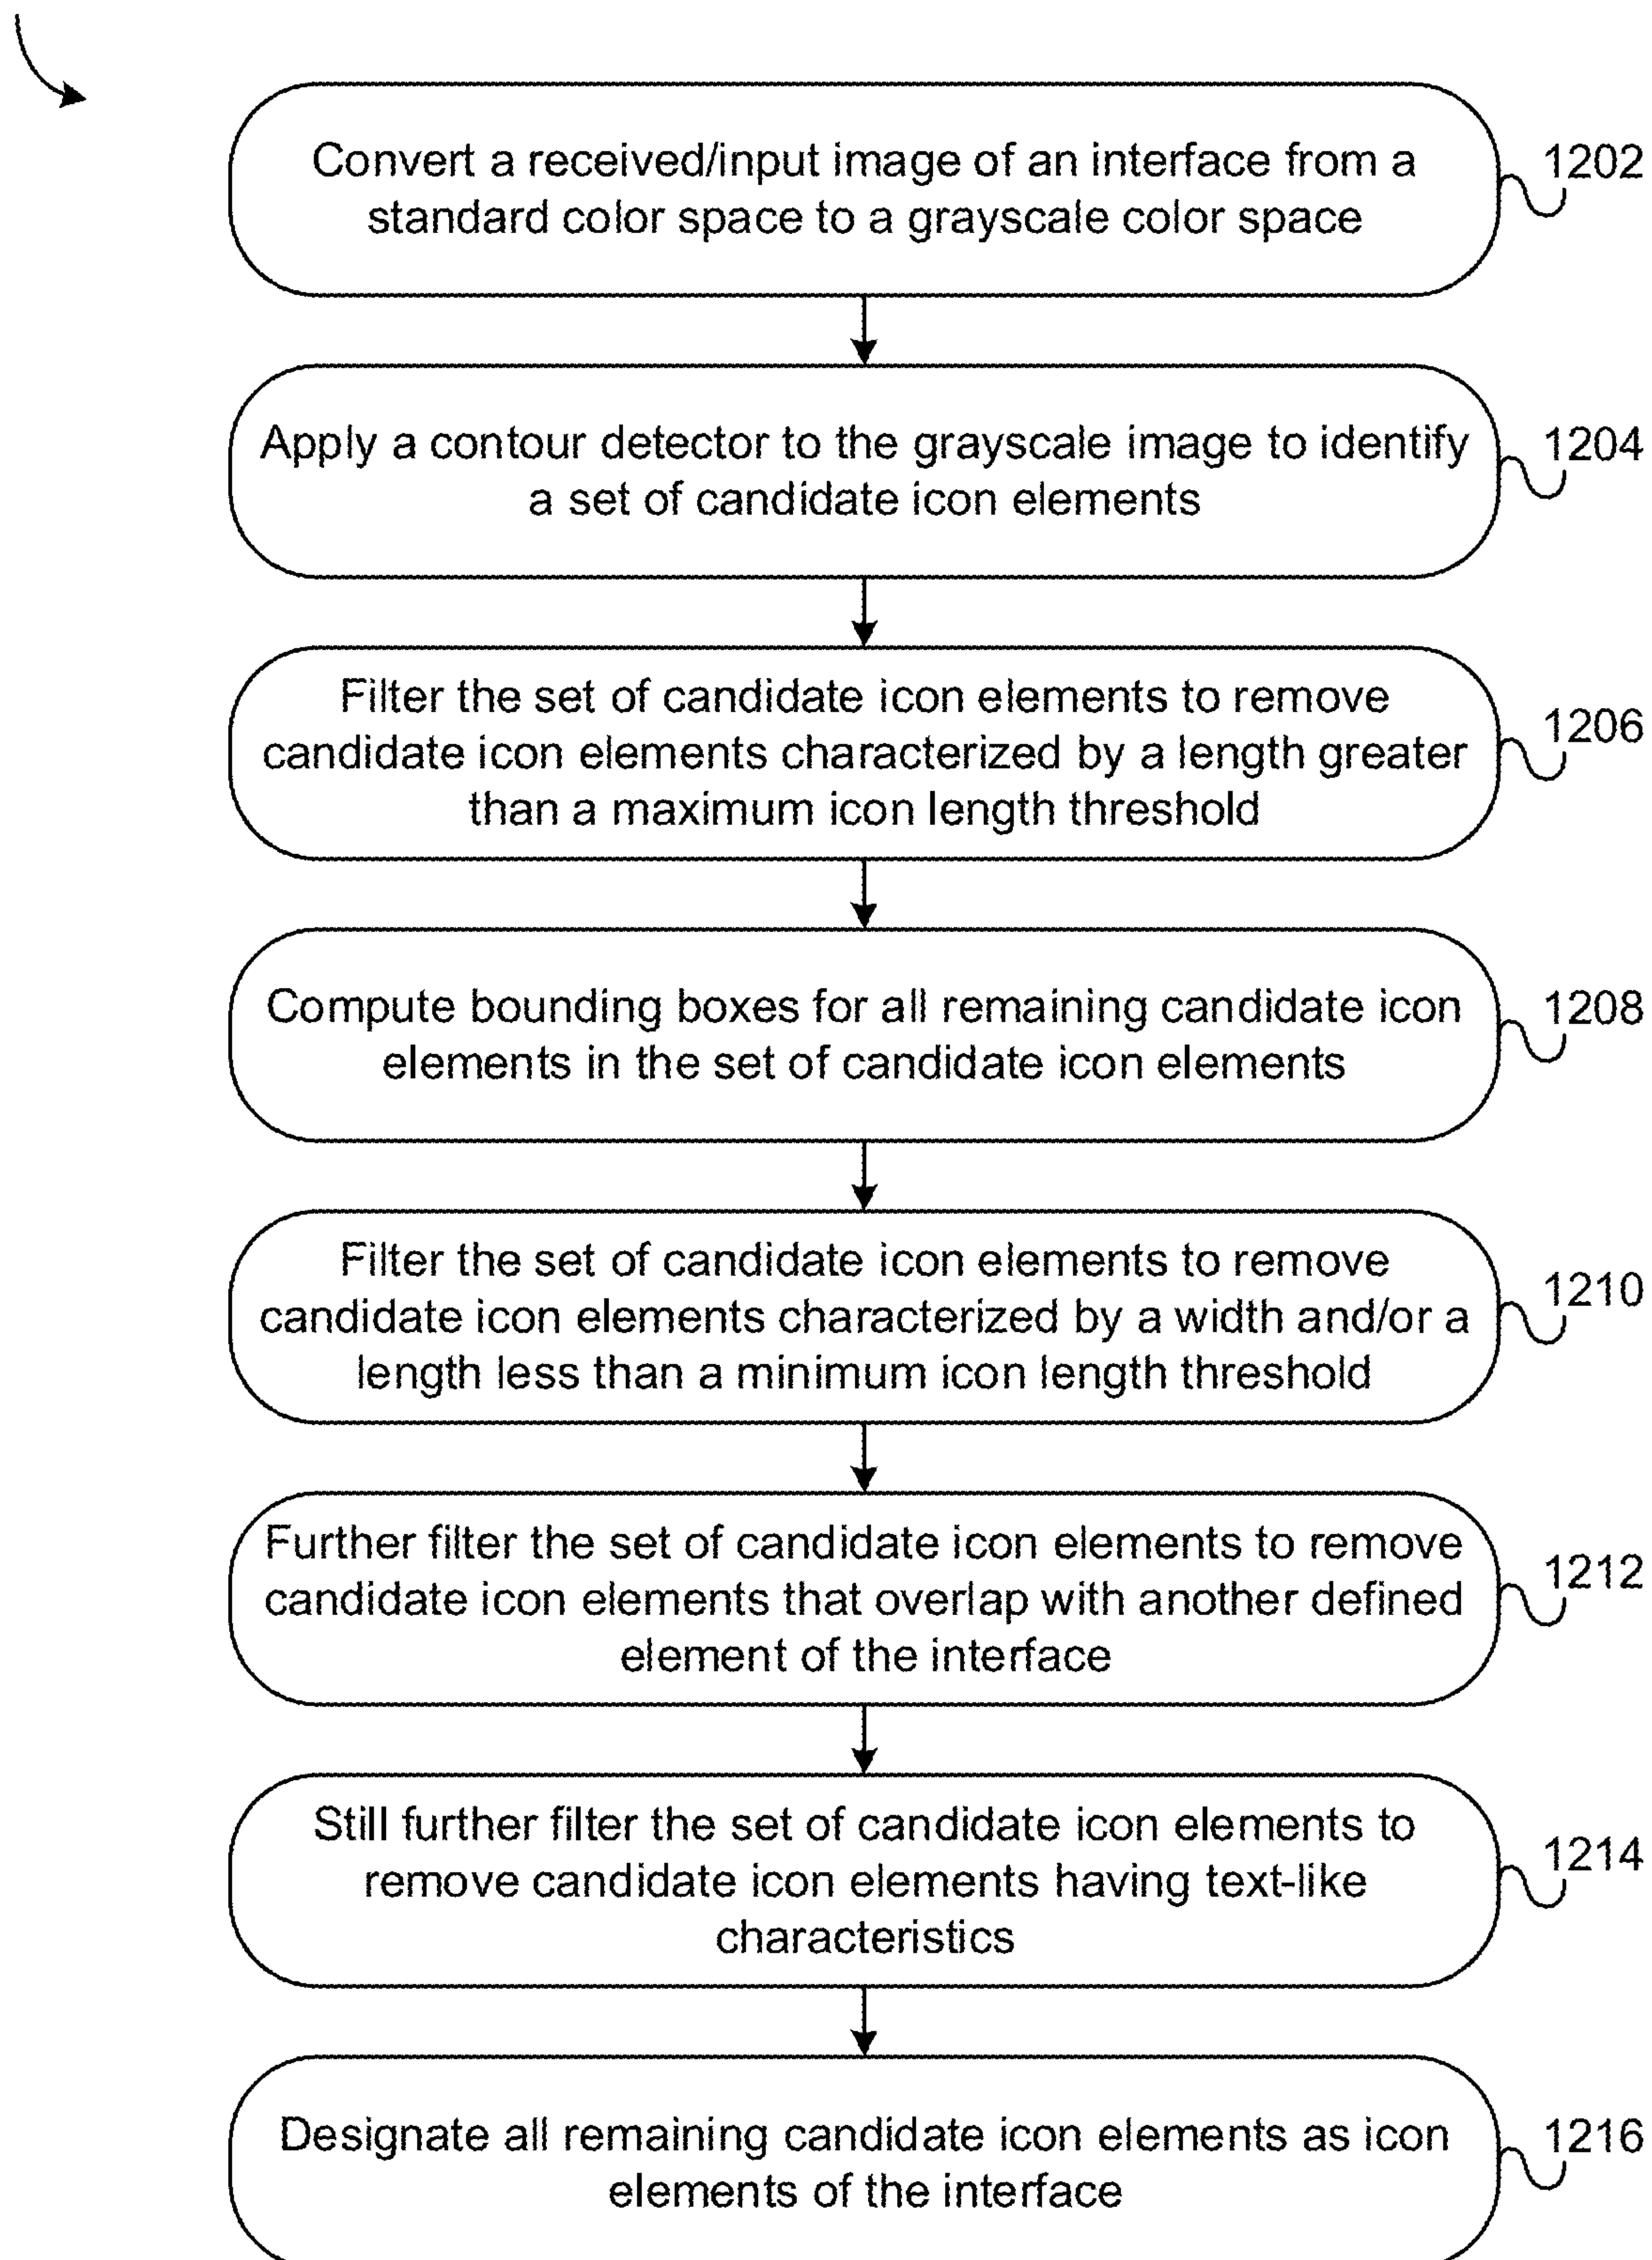 Convert a received/input image of an interface from a
standard color space to a grayscale color space
1202
Apply a contour detector to the grayscale image to identify
a set of candidate icon elements
1204
Filter the set of candidate icon elements to remove
candidate icon elements characterized by a length greater
than a maximum icon length threshold
1206
Compute bounding boxes for all remaining candidate icon
elements in the set of candidate icon elements
1208
Filter the set of candidate icon elements to remove
candidate icon elements characterized by a width and/or a
length less than a minimum icon length threshold
1210
Further filter the set of candidate icon elements to remove
candidate icon elements that overlap with another defined
element of the interface
1212
Still further filter the set of candidate icon elements to
remove candidate icon elements having text-like
characteristics
1214
Designate all remaining candidate icon elements as icon
elements of the interface
1216